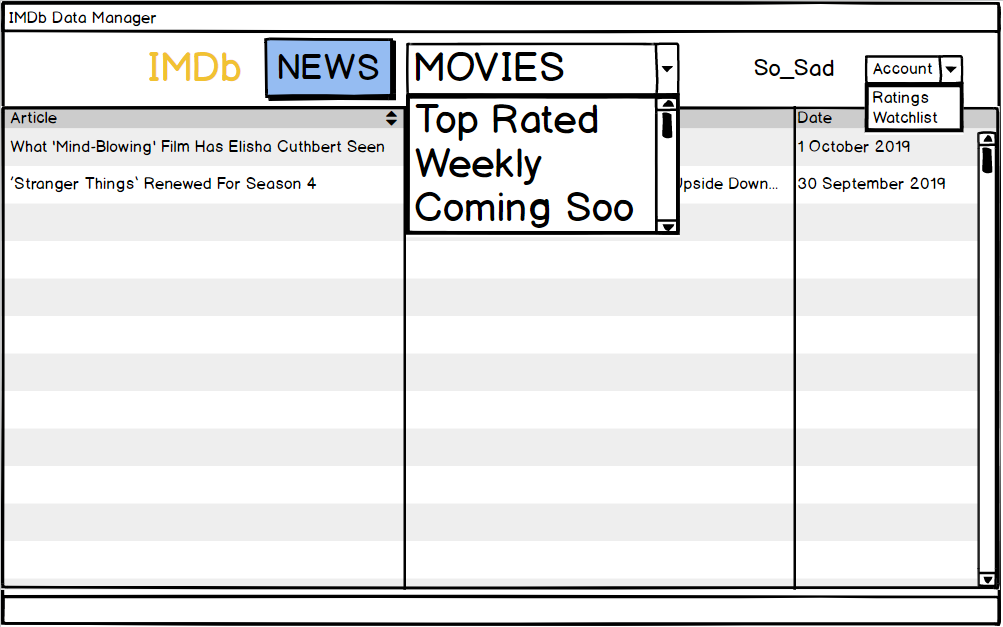 IMDb Data Manager
IMDb NEWS MOVIES So_Sad Account
Ratings
Watchlist
Top Rated
Weekly
Coming Soo
Article Date
What 'Mind-Blowing' Film Has Elisha Cuthbert Seen 1 October 2019
'Stranger Things' Renewed For Season 4 Upside Down... 30 September 2019